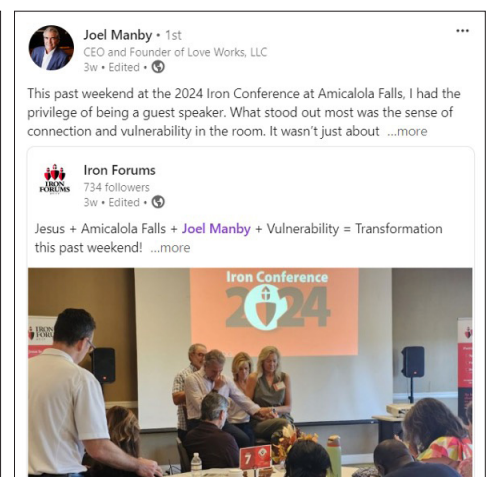 Joel Manby • 1st
CEO and Founder of Love Works, LLC
3w • Edited •
This past weekend at the 2024 Iron Conference at Amicalola Falls, I had the
privilege of being a guest speaker. What stood out most was the sense of
connection and vulnerability in the room. It wasn't just about ...more
IRON
FORUMS
Iron Forums
734 followers
3w • Edited •
Jesus + Amicalola Falls + Joel Manby + Vulnerability = Transformation
this past weekend! ...more
Iron Conference
2024
IRON
7